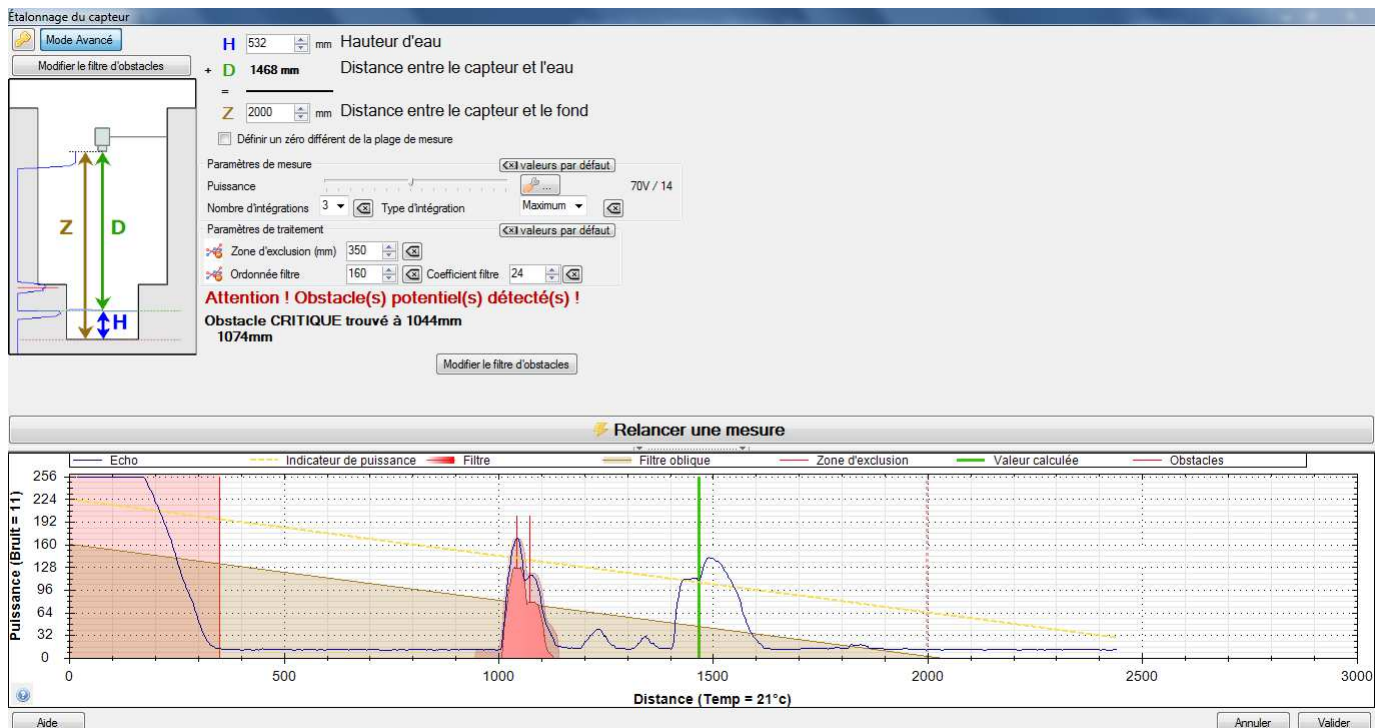 Étalonnage du capteur
Mode Avancé
Modifier le filtre d'obstacles
H 532 mm Hauteur d'eau
+ D 1468 mm Distance entre le capteur et l'eau
=
Z 2000 mm Distance entre le capteur et le fond
Définir un zéro différent de la plage de mesure
Paramètres de mesure valeurs par défaut
Puissance ... 70V / 14
Nombre d'intégrations 3 Type d'intégration Maximum
Paramètres de traitement valeurs par défaut
Zone d'exclusion (mm) 350
Ordonnée filtre 160 Coefficient filtre 24
Attention ! Obstacle(s) potentiel(s) détecté(s) !
Obstacle CRITIQUE trouvé à 1044mm
1074mm
Modifier le filtre d'obstacles
Z D
H
Relancer une mesure
Echo Indicateur de puissance Filtre Filtre oblique Zone d'exclusion Valeur calculée Obstacles
Puissance (Bruit = 11)
256
224
192
160
128
96
64
32
0
0 500 1000 1500 2000 2500 3000
Distance (Temp = 21°c)
Aide Annuler Valider